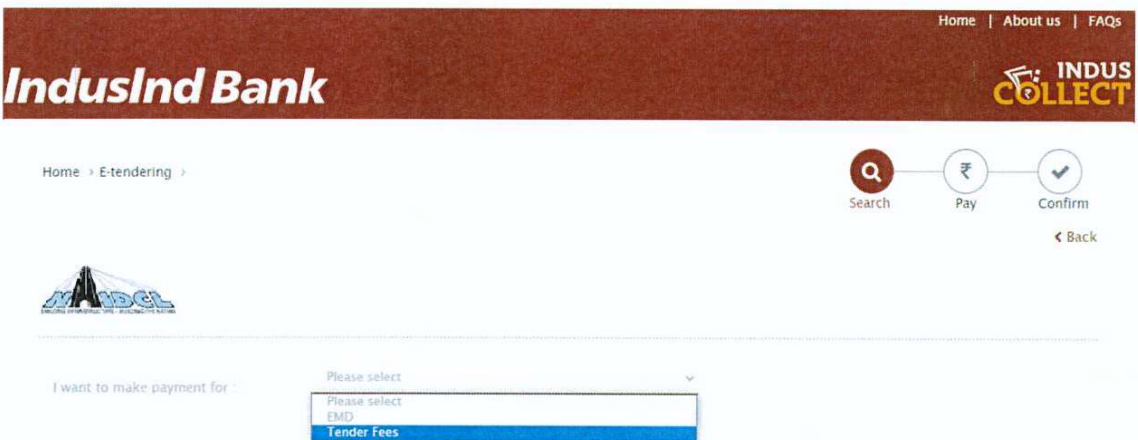 Home | About us | FAQs
IndusInd Bank
INDUS
COLLECT
Home > E-tendering >
Search
Pay
Confirm
< Back
NHIDCL
I want to make payment for :
Please select
Please select
EMD
Tender Fees